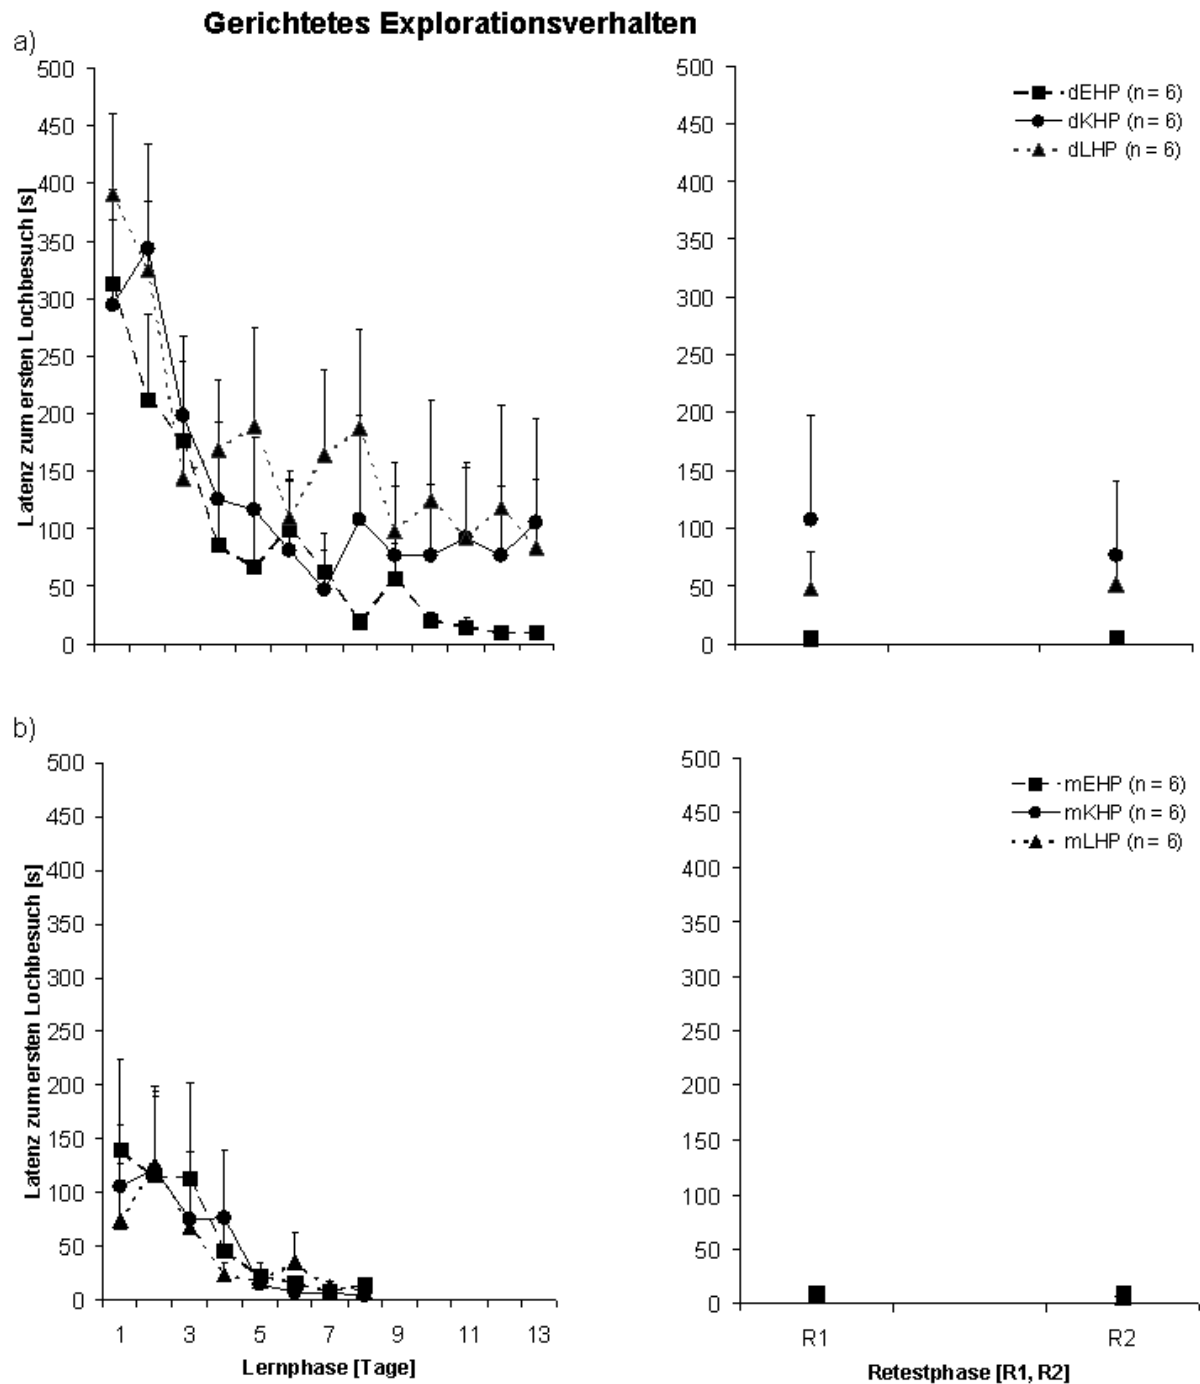 Gerichtetes Explorationsverhalten
a)
Latenz zum ersten Lochbesuch [s]
500
450
400
350
300
250
200
150
100
50
0
500
450
400
350
300
250
200
150
100
50
0
dEHP (n = 6)
dKHP (n = 6)
dLHP (n = 6)
b)
Latenz zum ersten Lochbesuch [s]
500
450
400
350
300
250
200
150
100
50
0
1 3 5 7 9 11 13
Lernphase [Tage]
500
450
400
350
300
250
200
150
100
50
0
mEHP (n = 6)
mKHP (n = 6)
mLHP (n = 6)
R1 R2
Retestphase [R1, R2]